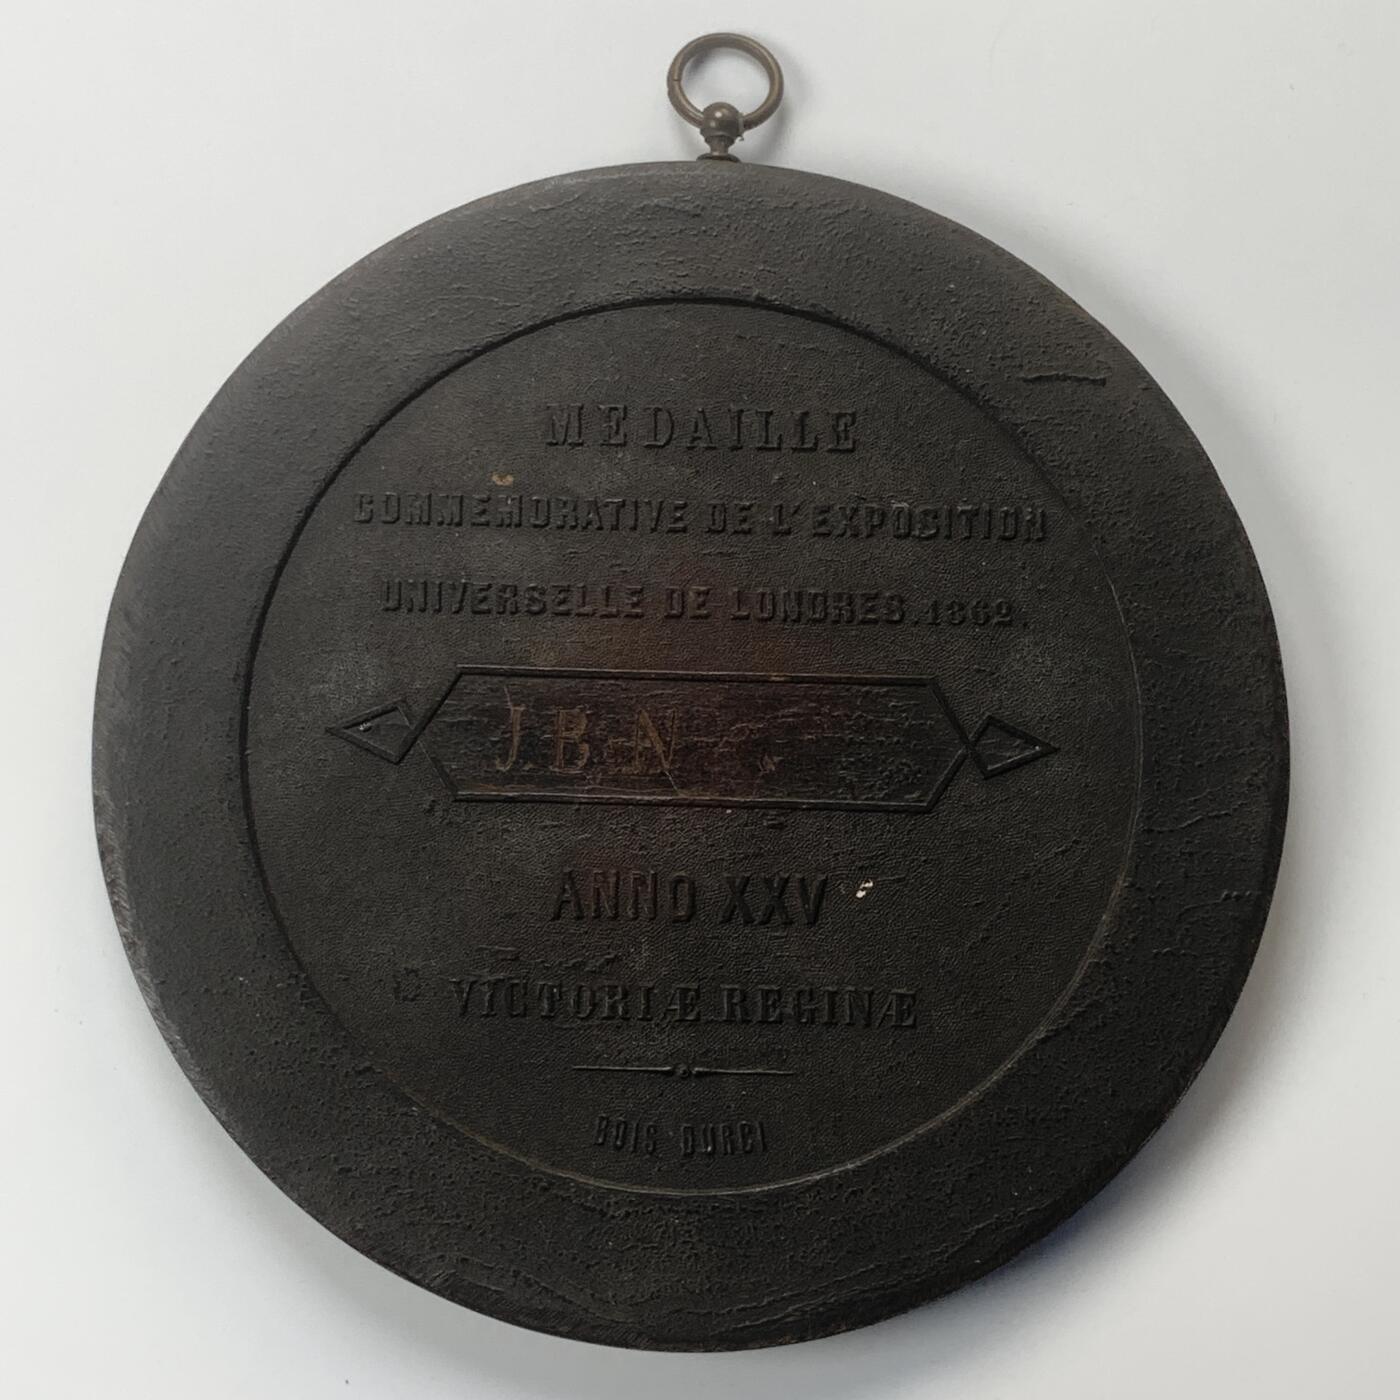 MEDAILLE
COMMEMORATIVE DE L'EXPOSITION
UNIVERSELLE DE LONDRES.1862.
J.B.N
ANNO XXV
VICTORIÆ REGINÆ
BOIS DURCI